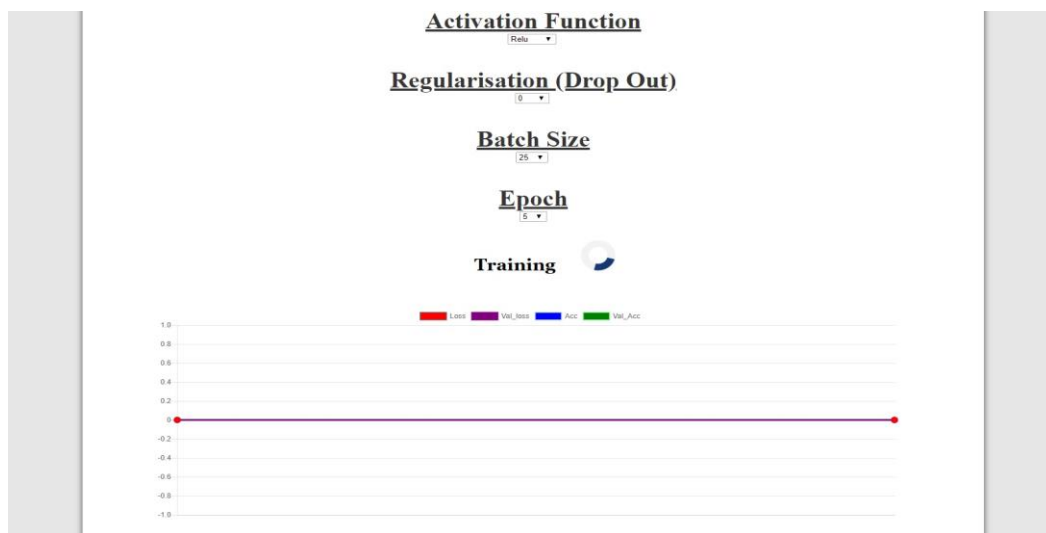 Activation Function
Relu
Regularisation (Drop Out)
0
Batch Size
25
Epoch
5
Training
Loss Val_loss Acc Val_Acc
1.0
0.8
0.6
0.4
0.2
0
-0.2
-0.4
-0.6
-0.8
-1.0